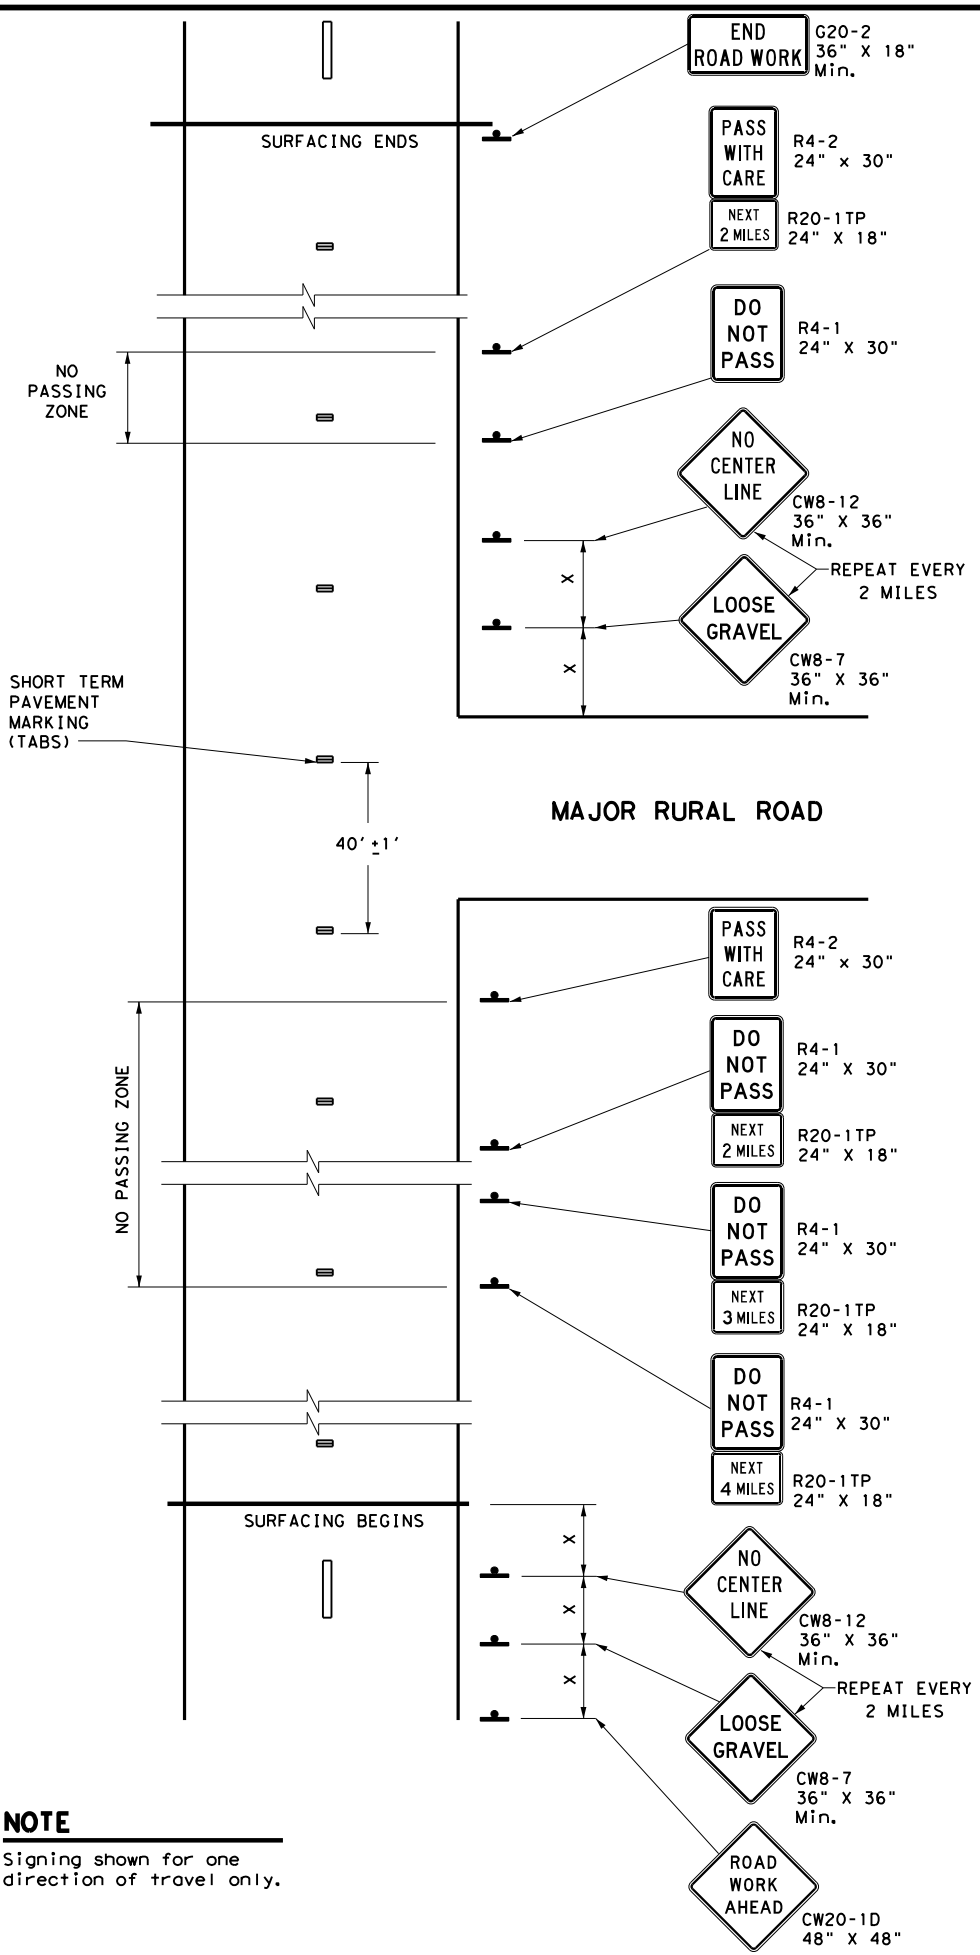 END
ROAD WORK
G20-2
36" X 18"
Min.
SURFACING ENDS
PASS
WITH
CARE
R4-2
24" x 30"
NEXT
2 MILES
R20-1TP
24" X 18"
DO
NOT
PASS
R4-1
24" X 30"
NO
PASSING
ZONE
NO
CENTER
LINE
CW8-12
36" X 36"
Min.
REPEAT EVERY
2 MILES
X
LOOSE
GRAVEL
CW8-7
36" X 36"
Min.
X
SHORT TERM
PAVEMENT
MARKING
(TABS)
MAJOR RURAL ROAD
40' ±1'
PASS
WITH
CARE
R4-2
24" x 30"
DO
NOT
PASS
R4-1
24" X 30"
NEXT
2 MILES
R20-1TP
24" X 18"
NO PASSING ZONE
DO
NOT
PASS
R4-1
24" X 30"
NEXT
3 MILES
R20-1TP
24" X 18"
DO
NOT
PASS
R4-1
24" X 30"
NEXT
4 MILES
R20-1TP
24" X 18"
SURFACING BEGINS
X
NO
CENTER
LINE
CW8-12
36" X 36"
Min.
X
REPEAT EVERY
2 MILES
X
LOOSE
GRAVEL
CW8-7
36" X 36"
Min.
NOTE
Signing shown for one
direction of travel only.
ROAD
WORK
AHEAD
CW20-1D
48" X 48"